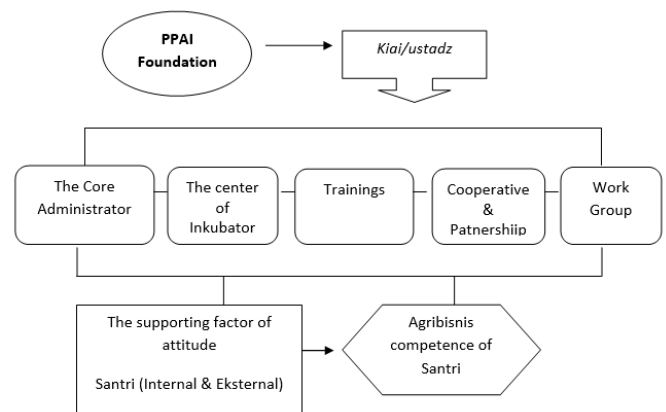 PPAI
Foundation
Kiai/ustadz
The Core
Administrator
The center
of
Inkubator
Trainings
Cooperative
&
Patnershiip
Work
Group
The supporting factor of
attitude
Santri (Internal & Eksternal)
Agribisnis
competence of
Santri